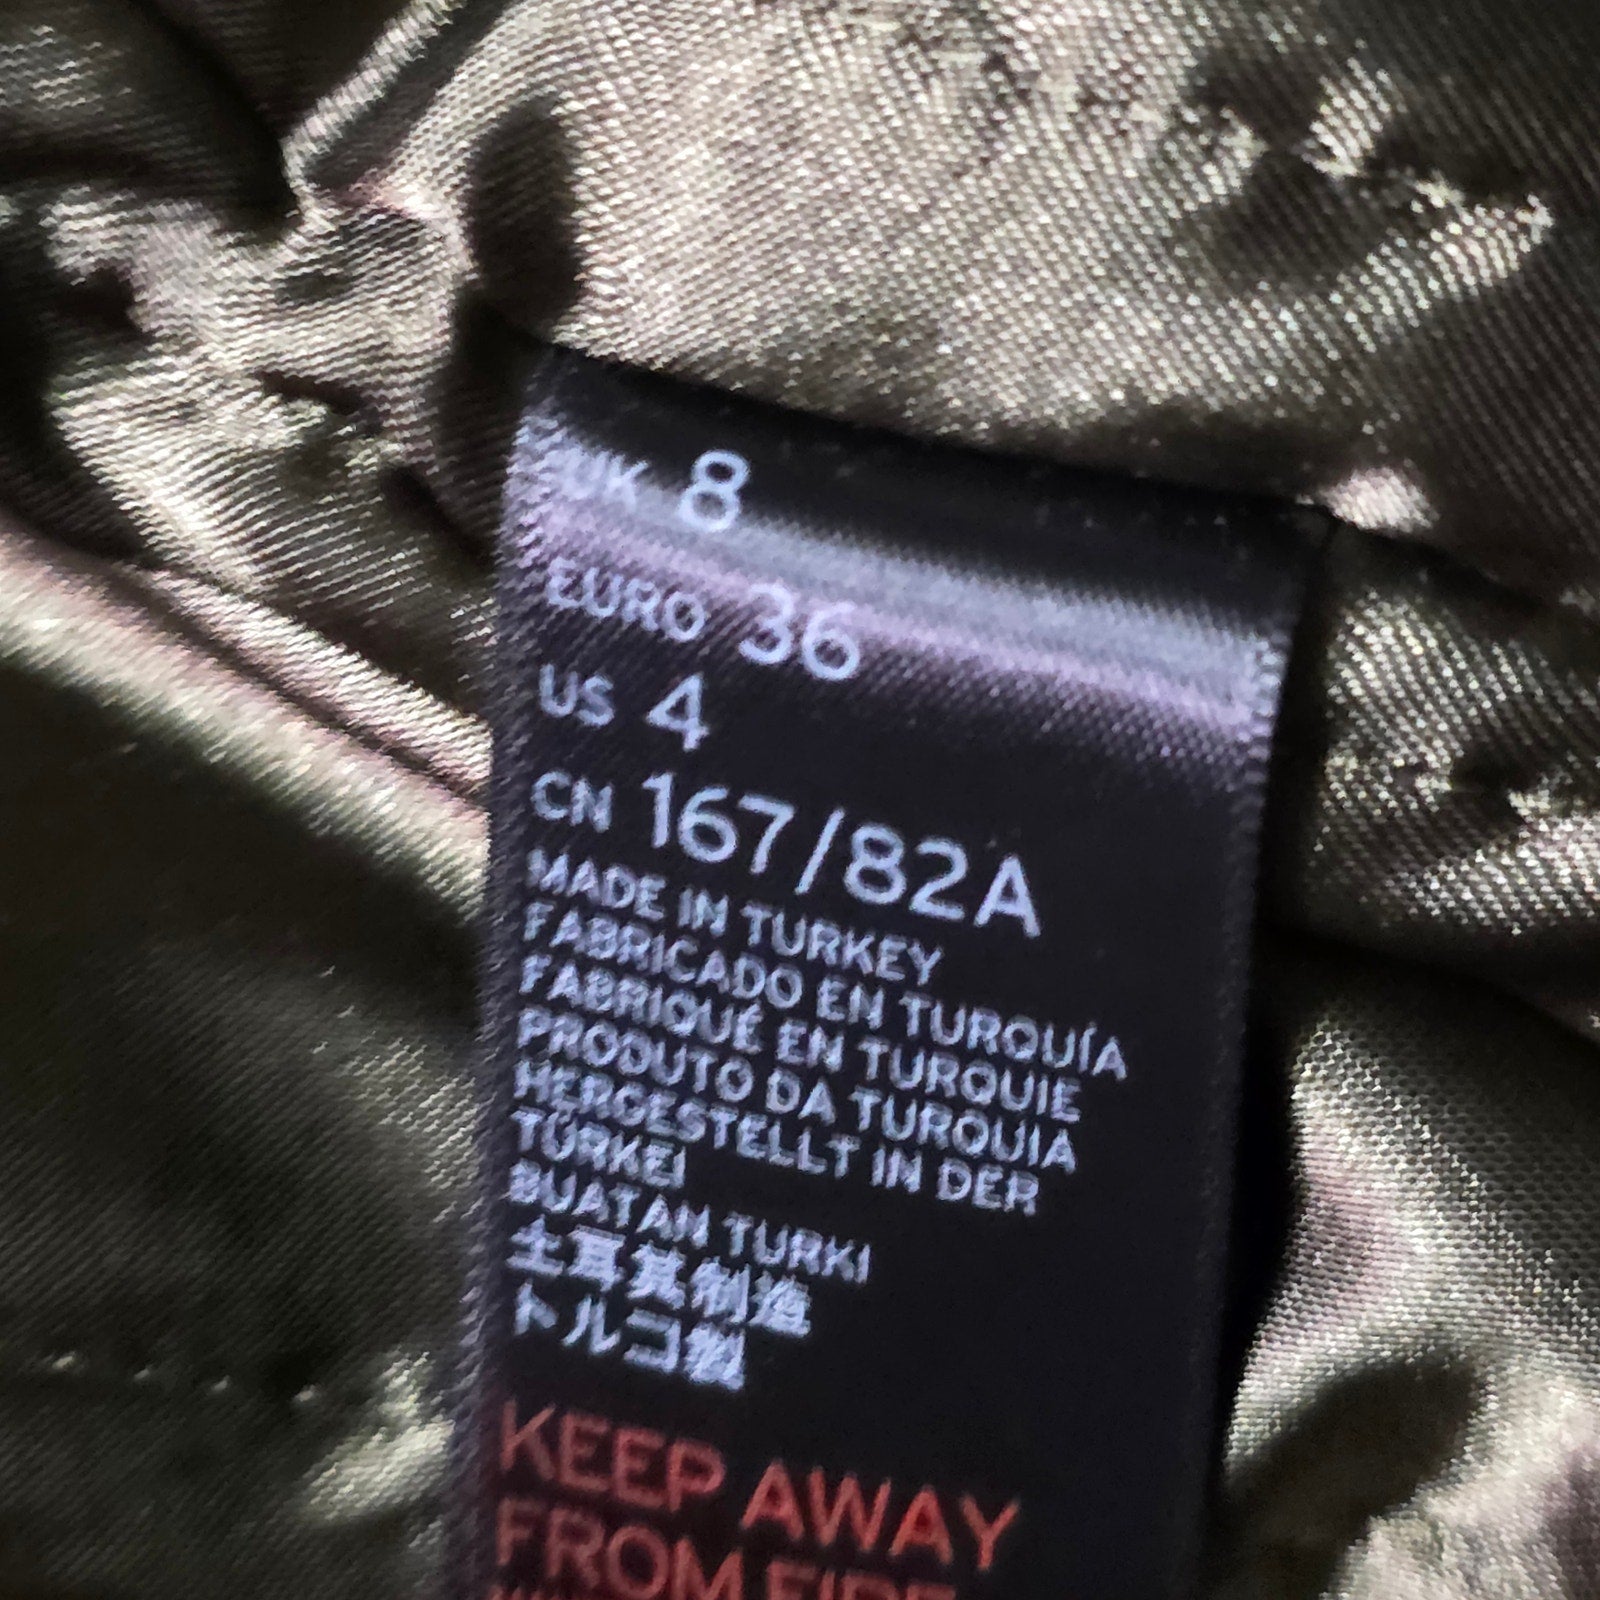 UK 8
EURO 36
US 4
CN 167/82A
MADE IN TURKEY
FABRICADO EN TURQUÍA
FABRIQUÉ EN TURQUIE
PRODUTO DA TURQUIA
HERGESTELLT IN DER
TÜRKEI
BUATAN TURKI
土耳其制造
トルコ製
KEEP AWAY
FROM FIRE